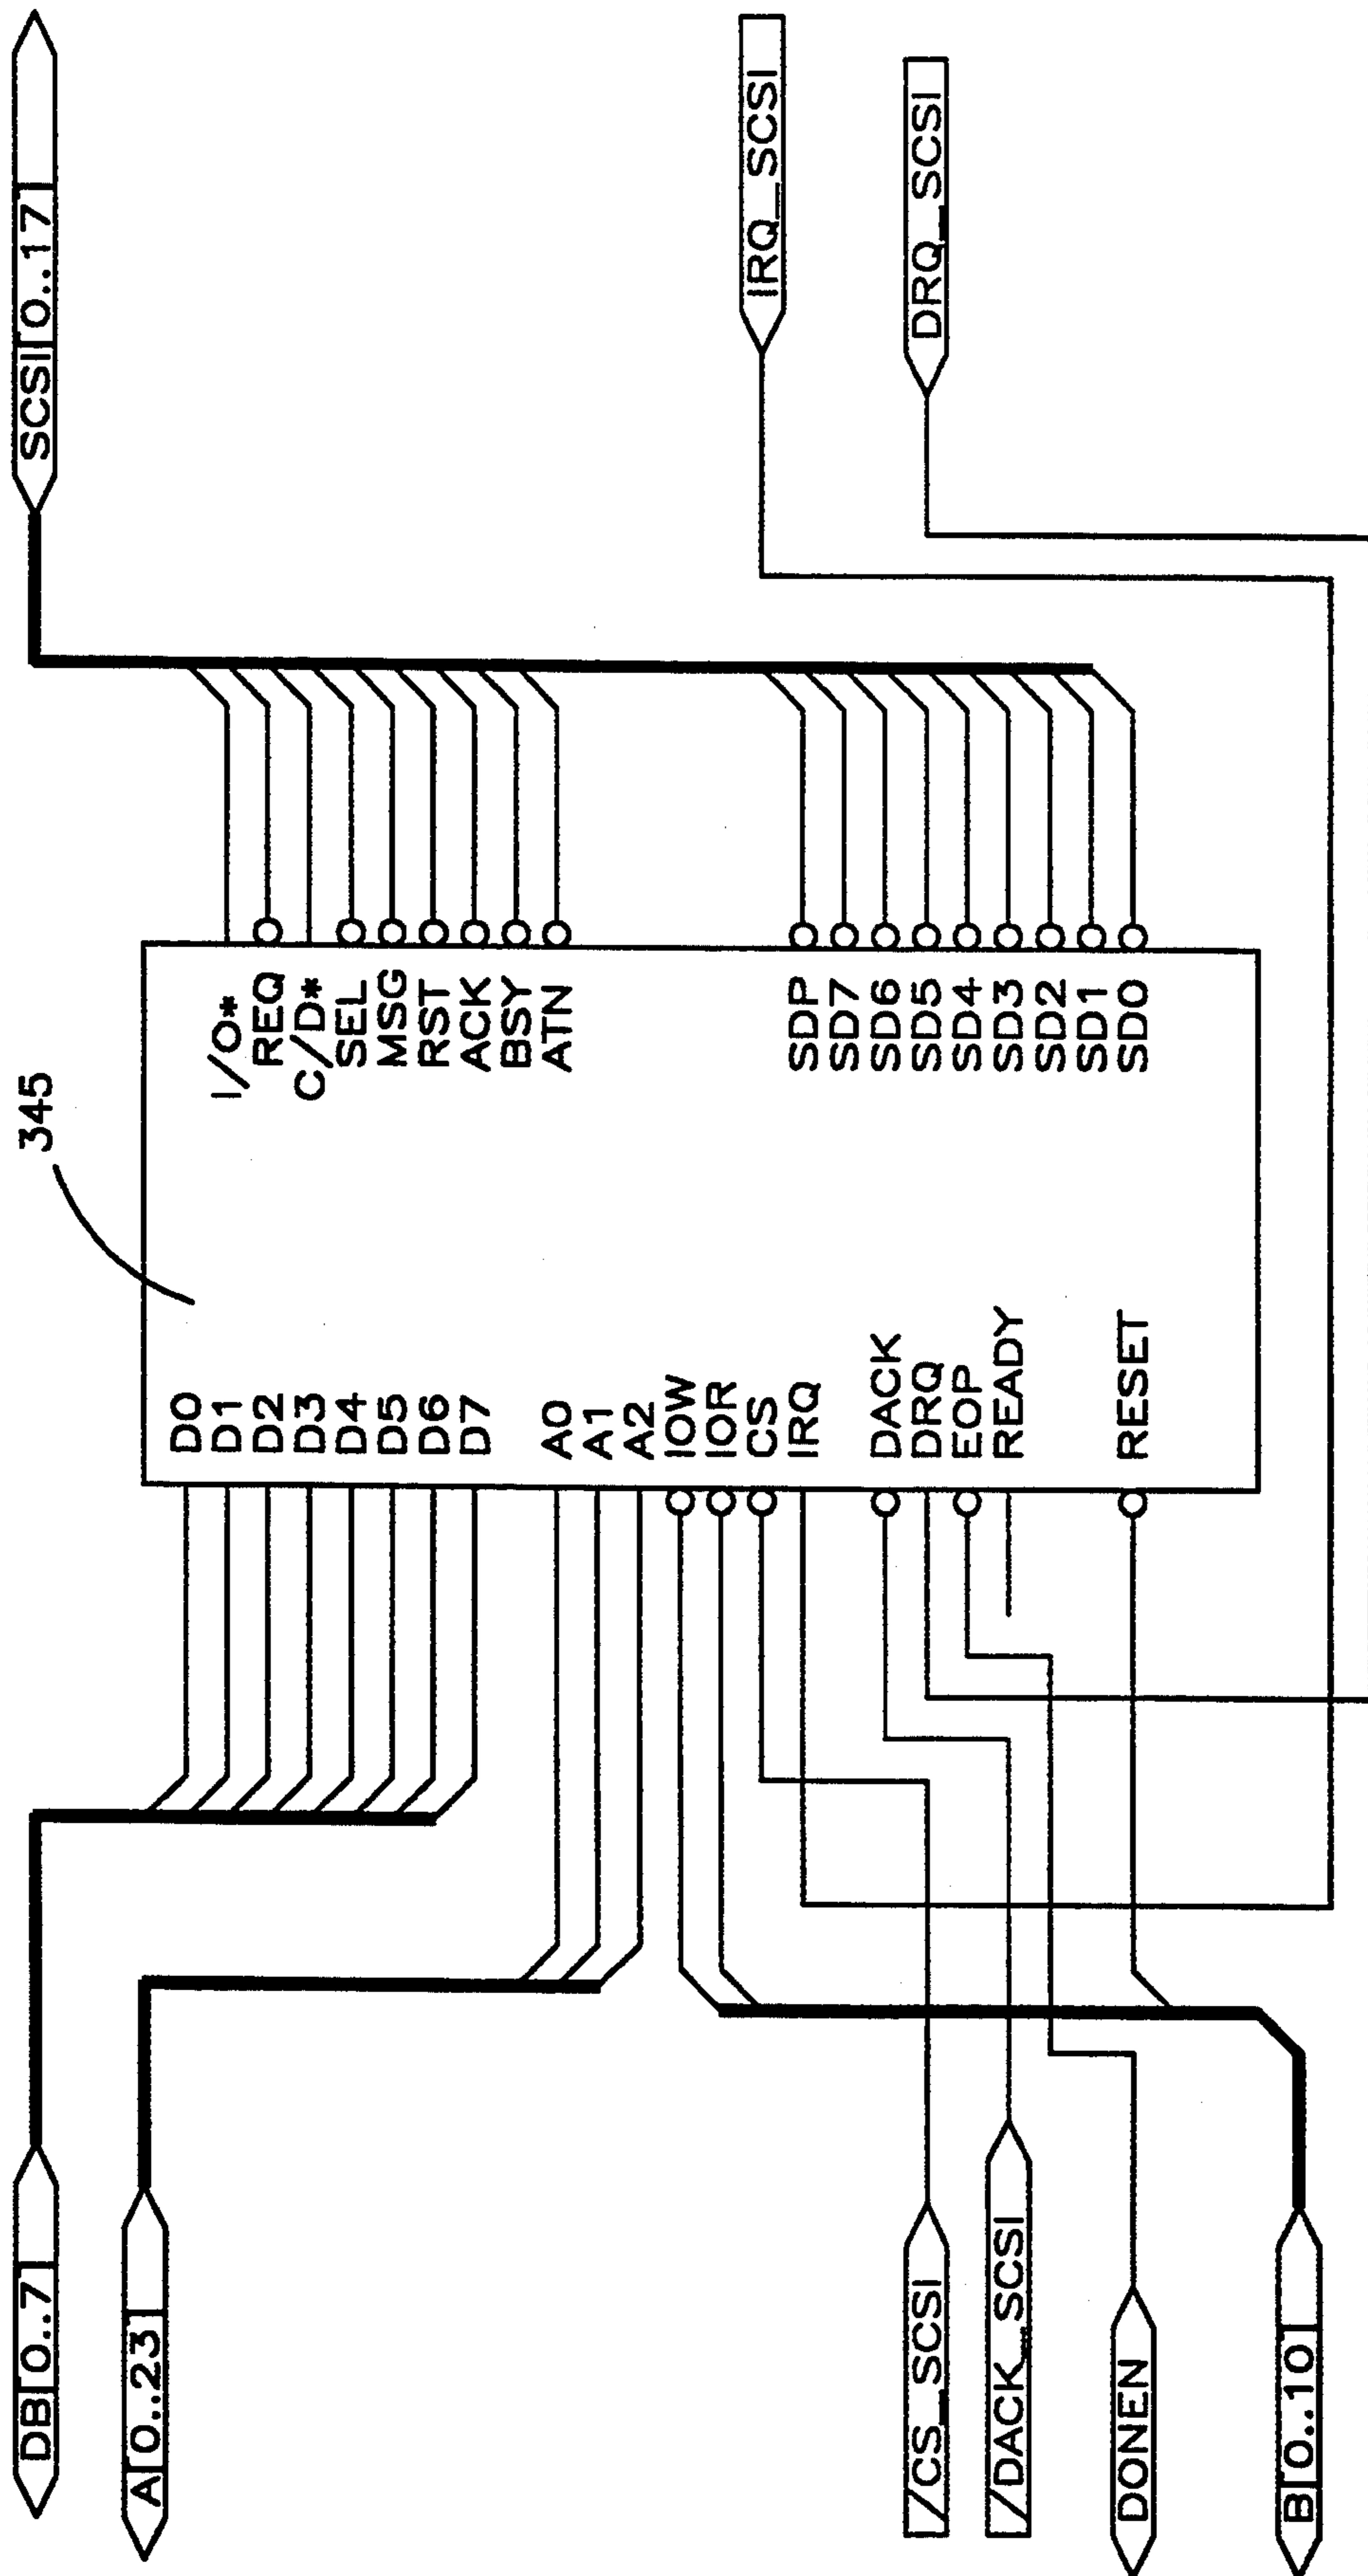 345
DB[0..7]
A[0..23]
/CS_SCSI
/DACK_SCSI
DONEN
B[0..10]
D0
D1
D2
D3
D4
D5
D6
D7
A0
A1
A2
IOW
IOR
CS
IRQ
DACK
DRQ
EOP
READY
RESET
I/O*
REQ
C/D*
SEL
MSG
RST
ACK
BSY
ATN
SDP
SD7
SD6
SD5
SD4
SD3
SD2
SD1
SD0
SCSI[0..17]
IRQ_SCSI
DRQ_SCSI